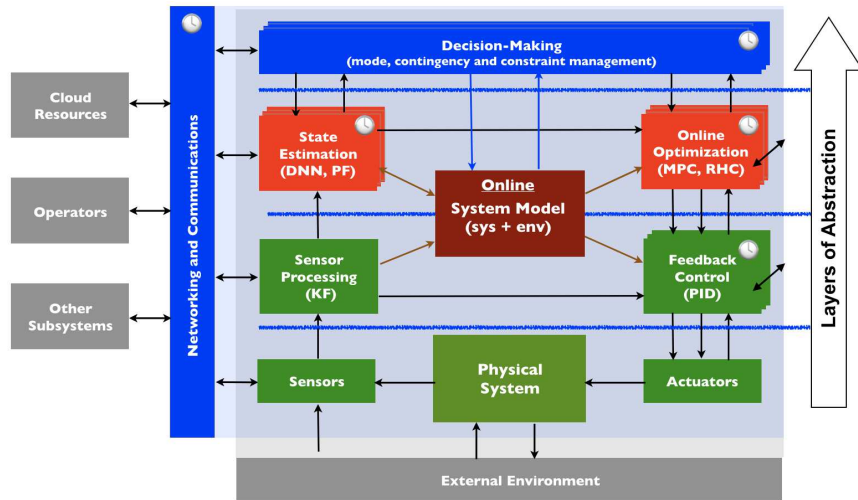 Decision-Making
(mode, contingency and constraint management)
Cloud
Resources
Operators
Other
Subsystems
Networking and Communications
State
Estimation
(DNN, PF)
Online
Optimization
(MPC, RHC)
Online
System Model
(sys + env)
Sensor
Processing
(KF)
Feedback
Control
(PID)
Sensors
Physical
System
Actuators
External Environment
Layers of Abstraction